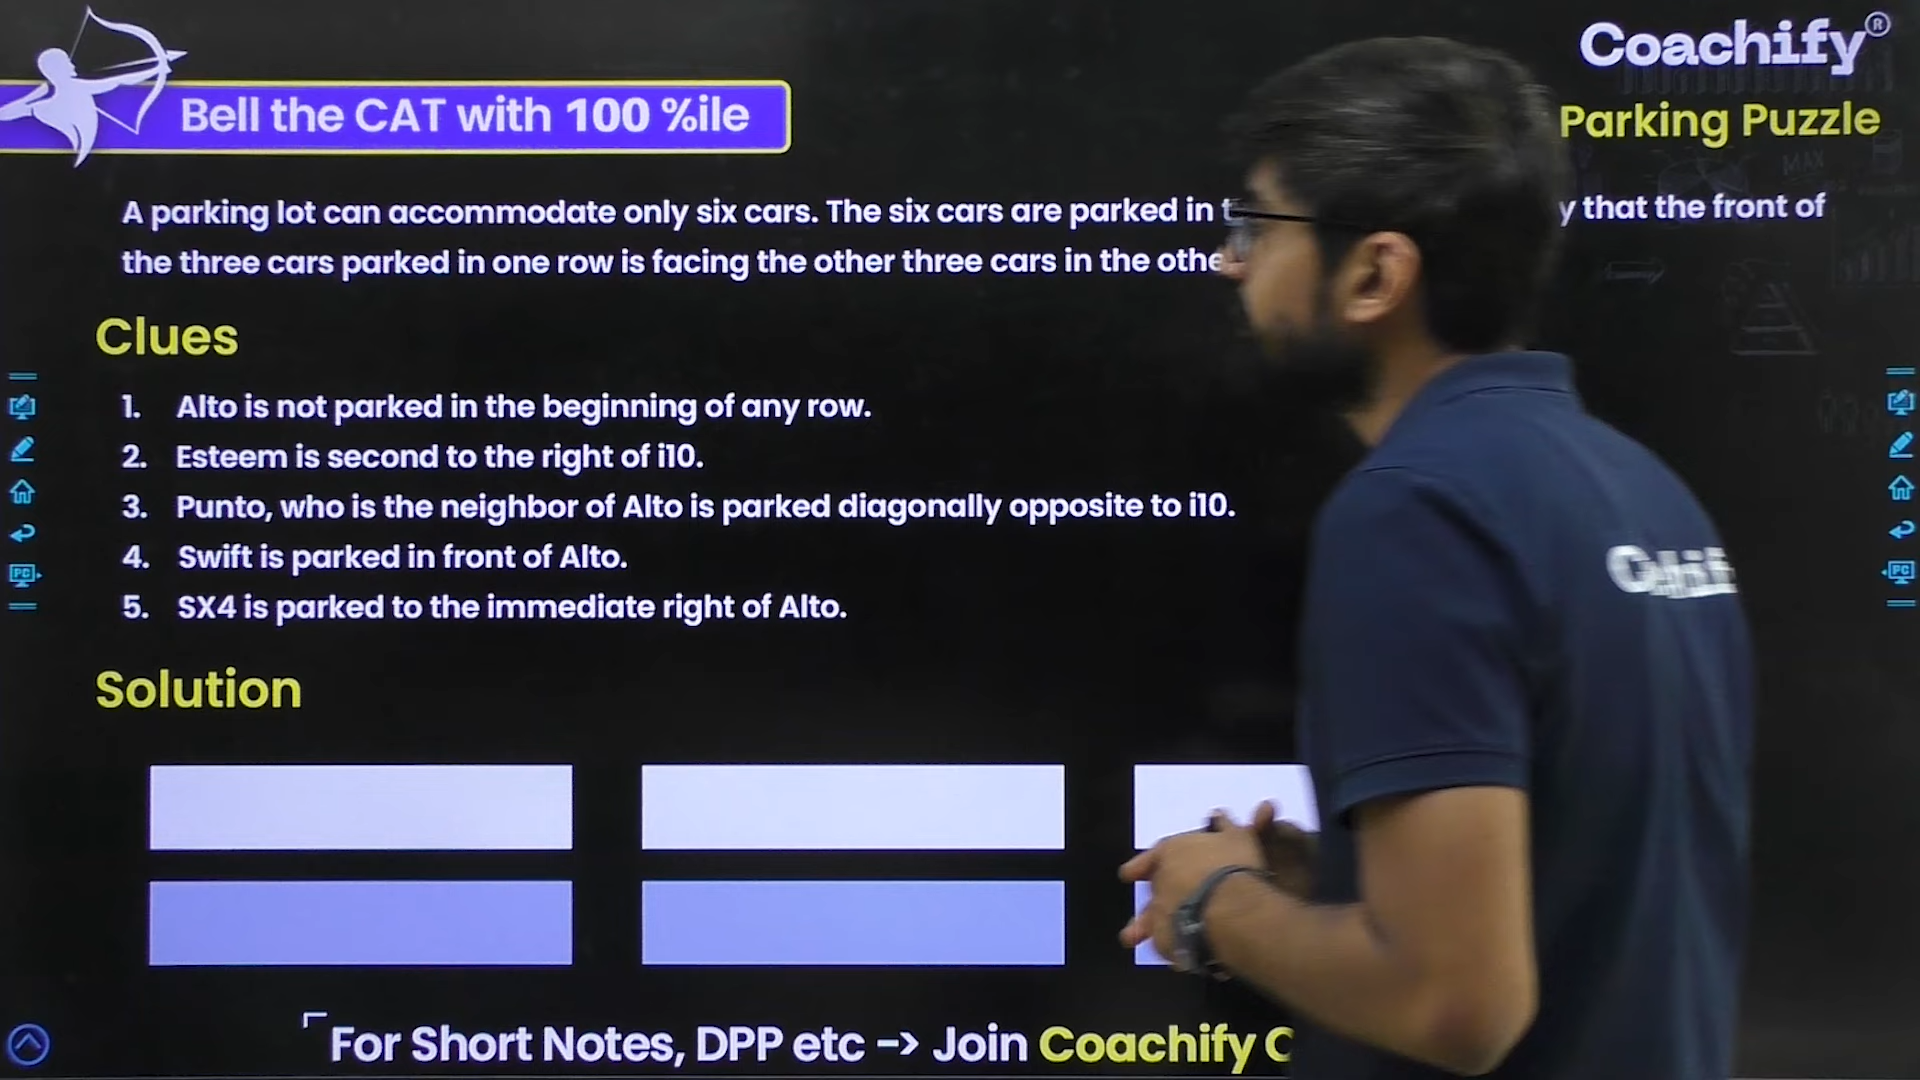 Coachify®
Bell the CAT with 100 %ile
Parking Puzzle
A parking lot can accommodate only six cars. The six cars are parked in that the front of
the three cars parked in one row is facing the other three cars in the
Clues
1. Alto is not parked in the beginning of any row.
2. Esteem is second to the right of i10.
3. Punto, who is the neighbor of Alto is parked diagonally opposite to i10.
4. Swift is parked in front of Alto.
5. SX4 is parked to the immediate right of Alto.
Solution
For Short Notes, DPP etc -> Join Coachify
PC
PC